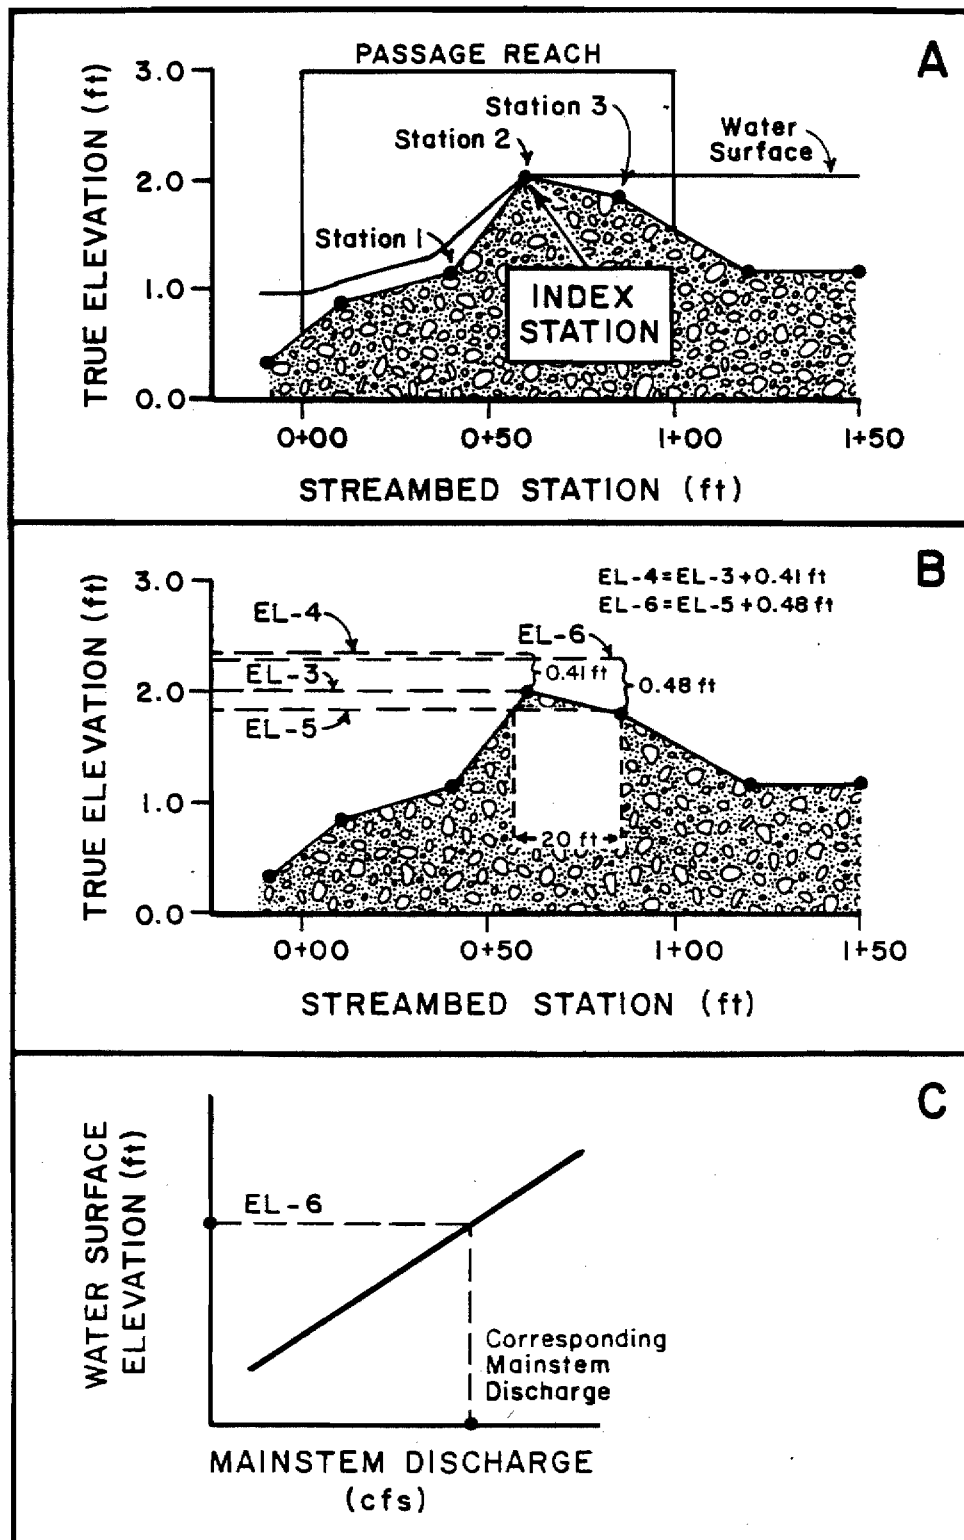 A
PASSAGE REACH
3.0
Station 3
Station 2
Water
Surface
2.0
Station 1
1.0
INDEX
STATION
0.0
TRUE ELEVATION (ft)
0+00 0+50 1+00 1+50
STREAMBED STATION (ft)
B
3.0
EL-4=EL-3+0.41 ft
EL-6=EL-5+0.48 ft
EL-4
EL-6
EL-3
0.41 ft
0.48 ft
2.0
EL-5
1.0
20 ft
0.0
TRUE ELEVATION (ft)
0+00 0+50 1+00 1+50
STREAMBED STATION (ft)
C
WATER SURFACE
ELEVATION (ft)
EL-6
Corresponding
Mainstem
Discharge
MAINSTEM DISCHARGE
(cfs)